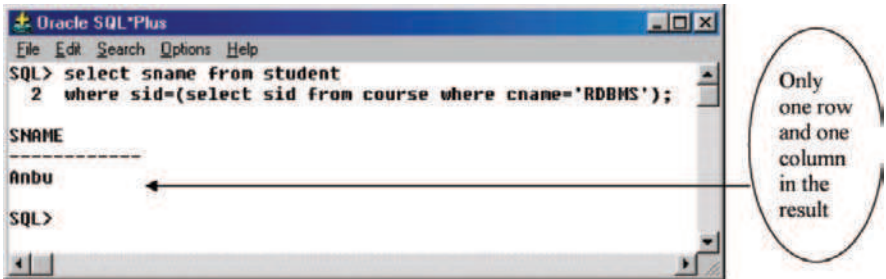 Oracle SQL*Plus
File Edit Search Options Help
SQL> select sname from student
2 where sid=(select sid from course where cname='RDBMS');
SNAME
------------
Anbu
SQL>
Only
one row
and one
column
in the
result